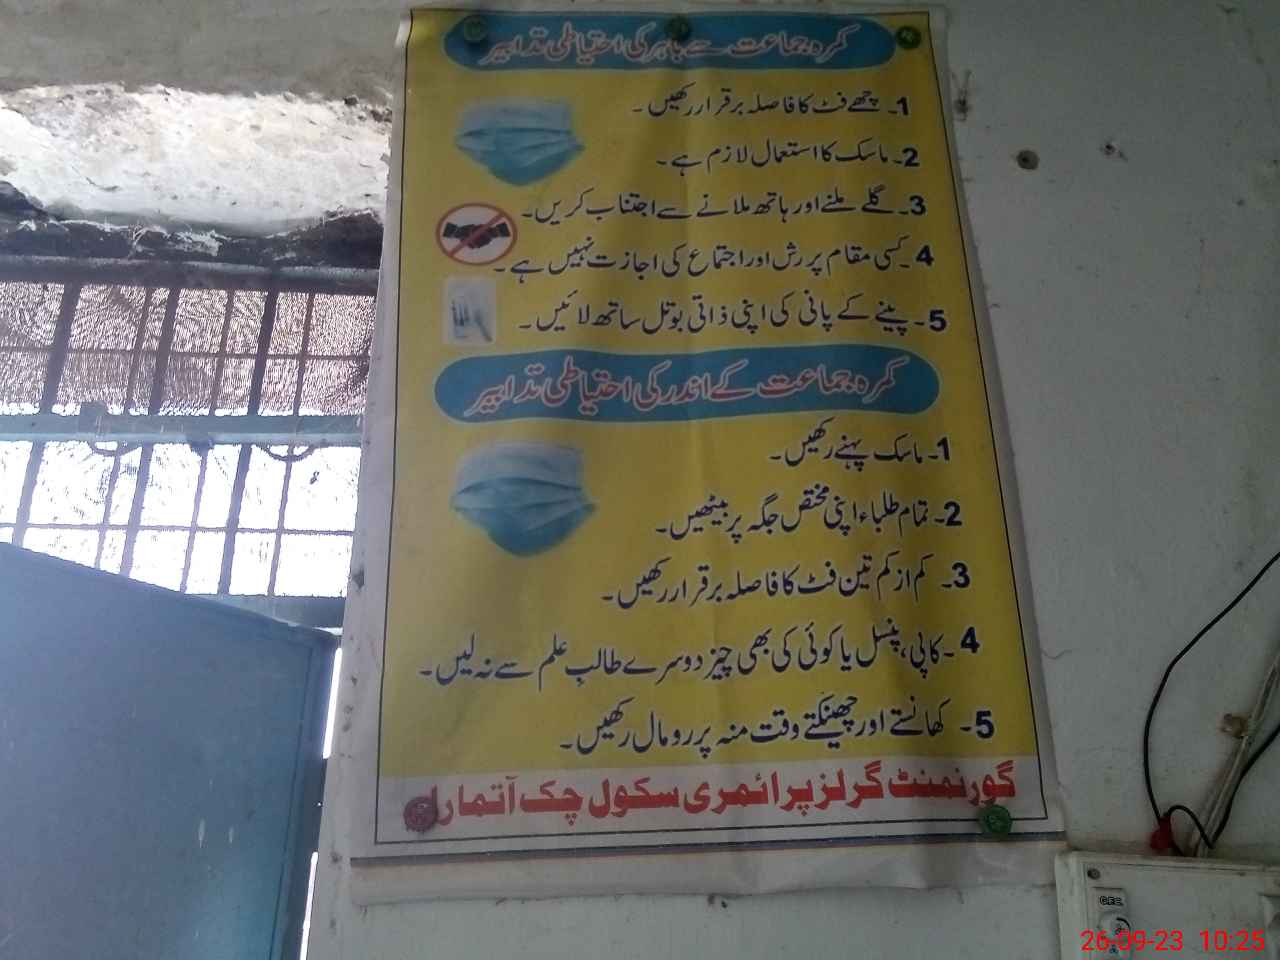 کمرہ جماعت سے باہر کی احتیاطی تدابیر
1۔ چھے فٹ کا فاصلہ برقرار رکھیں۔
2۔ ماسک کا استعمال لازم ہے۔
3۔ گلے ملنے اور ہاتھ ملانے سے اجتناب کریں۔
4۔ کسی مقام پر رش اور اجتماع کی اجازت نہیں ہے۔
5۔ پینے کے پانی کی اپنی ذاتی بوتل ساتھ لائیں۔
کمرہ جماعت کے اندر کی احتیاطی تدابیر
1۔ ماسک پہنے رکھیں۔
2۔ تمام طلباء اپنی مختص جگہ پر بیٹھیں۔
3۔ کم از کم تین فٹ کا فاصلہ برقرار رکھیں۔
4۔ کاپی، پنسل یا کوئی کی بھی چیز دوسرے طالبِ علم سے نہ لیں۔
5۔ کھانستے اور چھینکتے وقت منہ پر رومال رکھیں۔
گورنمنٹ گرلز پرائمری سکول چک آتما
G.F.C.
26-09-23 10:25